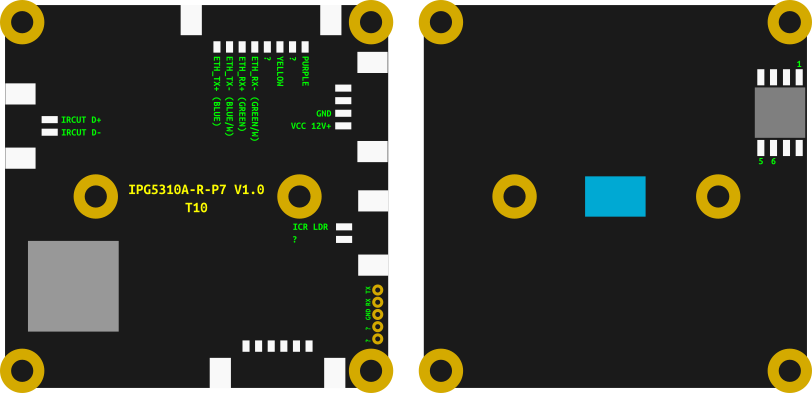 ETH_TX+ (BLUE)
ETH_TX- (BLUE/W)
ETH_RX+ (GREEN)
ETH_RX- (GREEN/W)
?
YELLOW
?
PURPLE
IRCUT D+
IRCUT D-
GND
VCC 12V+
IPG5310A-R-P7 V1.0
T10
ICR LDR
?
TX
RX
GND
?
?
1
5 6